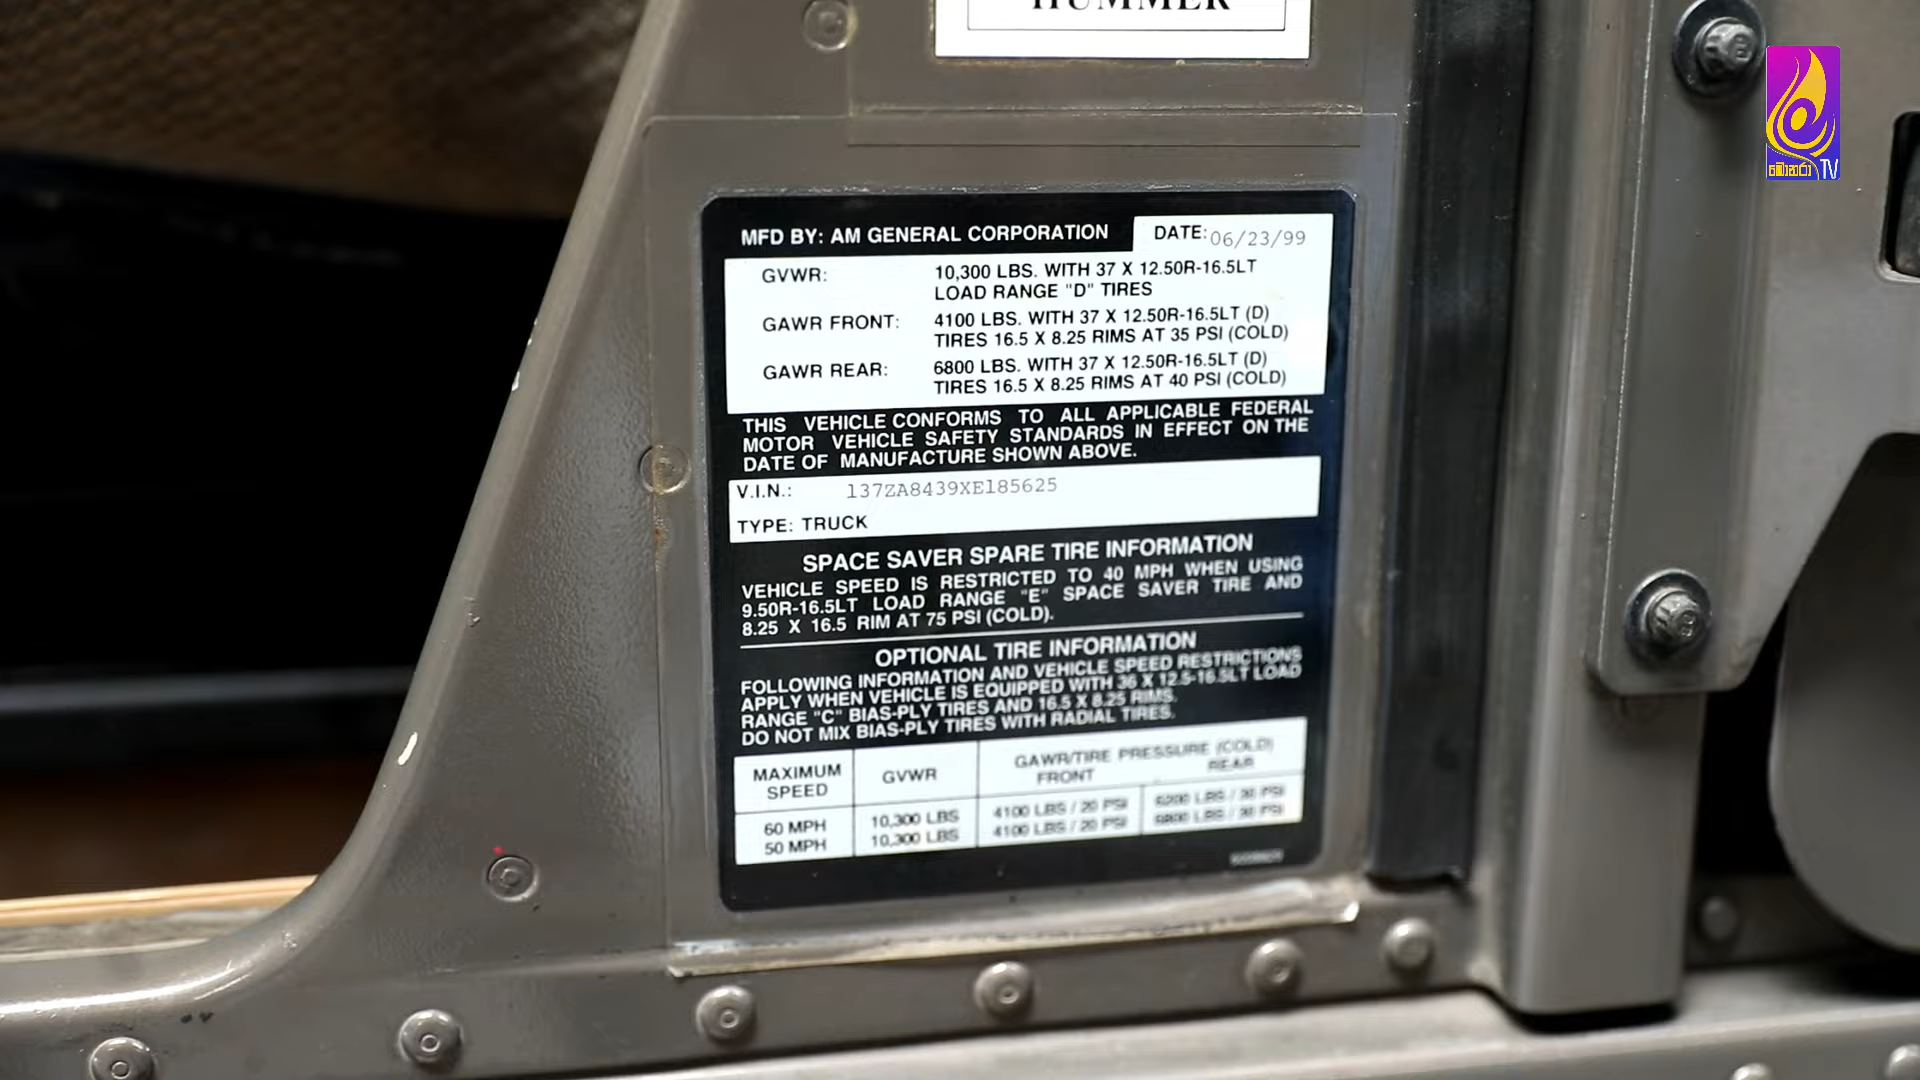 HUMMER
MFD BY: AM GENERAL CORPORATION
DATE: 06/23/99
GVWR: 10,300 LBS. WITH 37 X 12.50R-16.5LT
LOAD RANGE "D" TIRES
GAWR FRONT: 4100 LBS. WITH 37 X 12.50R-16.5LT (D)
TIRES 16.5 X 8.25 RIMS AT 35 PSI (COLD)
GAWR REAR: 6800 LBS. WITH 37 X 12.50R-16.5LT (D)
TIRES 16.5 X 8.25 RIMS AT 40 PSI (COLD)
THIS VEHICLE CONFORMS TO ALL APPLICABLE FEDERAL
MOTOR VEHICLE SAFETY STANDARDS IN EFFECT ON THE
DATE OF MANUFACTURE SHOWN ABOVE.
V.I.N.: 137ZA8439XE185625
TYPE: TRUCK
SPACE SAVER SPARE TIRE INFORMATION
VEHICLE SPEED IS RESTRICTED TO 40 MPH WHEN USING
9.50R-16.5LT LOAD RANGE "E" SPACE SAVER TIRE AND
8.25 X 16.5 RIM AT 75 PSI (COLD).
OPTIONAL TIRE INFORMATION
FOLLOWING INFORMATION AND VEHICLE SPEED RESTRICTIONS
APPLY WHEN VEHICLE IS EQUIPPED WITH 36 X 12.5-16.5LT LOAD
RANGE "C" BIAS-PLY TIRES AND 16.5 X 8.25 RIMS.
DO NOT MIX BIAS-PLY TIRES WITH RADIAL TIRES.
MAXIMUM SPEED GVWR GAWR/TIRE PRESSURE (COLD)
FRONT REAR
60 MPH 10,300 LBS 4100 LBS / 20 PSI
50 MPH 10,300 LBS 4100 LBS / 20 PSI
මොනරා TV